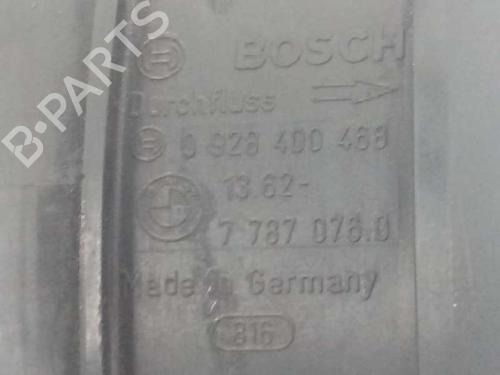 BOSCH
Durchfluss
0 928 400 468
13.62-
7 787 076.0
Made in Germany
816
B-PARTS